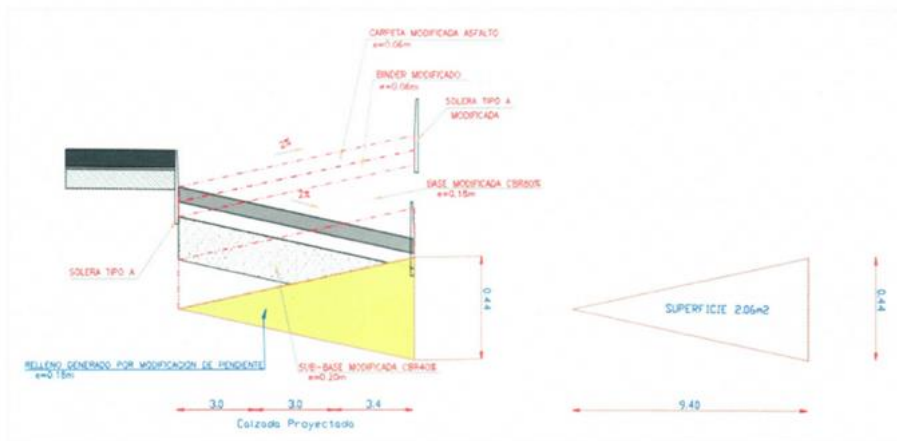 CARPETA MODIFICADA ASFALTO
e=0.06m
BINDER MODIFICADO
e=0.06m
SOLERA TIPO A
MODIFICADA
2%
BASE MODIFICADA CBR80%
e=0.15m
2%
SOLERA TIPO A
0.44
SUPERFICIE 2.06m2
0.44
RELLENO GENERADO POR MODIFICACION DE PENDIENTE
e=0.15m
SUB-BASE MODIFICADA CBR40%
e=0.20m
3.0 3.0 3.4
Calzada Proyectada
9.40